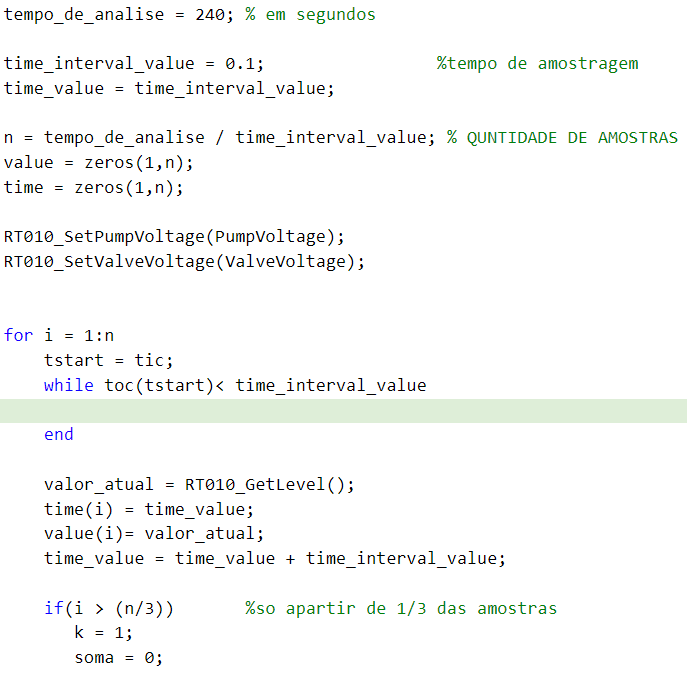 tempo_de_analise = 240; % em segundos
time_interval_value = 0.1; %tempo de amostragem
time_value = time_interval_value;
n = tempo_de_analise / time_interval_value; % QUNTIDADE DE AMOSTRAS
value = zeros(1,n);
time = zeros(1,n);
RT010_SetPumpVoltage(PumpVoltage);
RT010_SetValveVoltage(ValveVoltage);
for i = 1:n
tstart = tic;
while toc(tstart)< time_interval_value
end
valor_atual = RT010_GetLevel();
time(i) = time_value;
value(i)= valor_atual;
time_value = time_value + time_interval_value;
if(i > (n/3)) %so apartir de 1/3 das amostras
k = 1;
soma = 0;